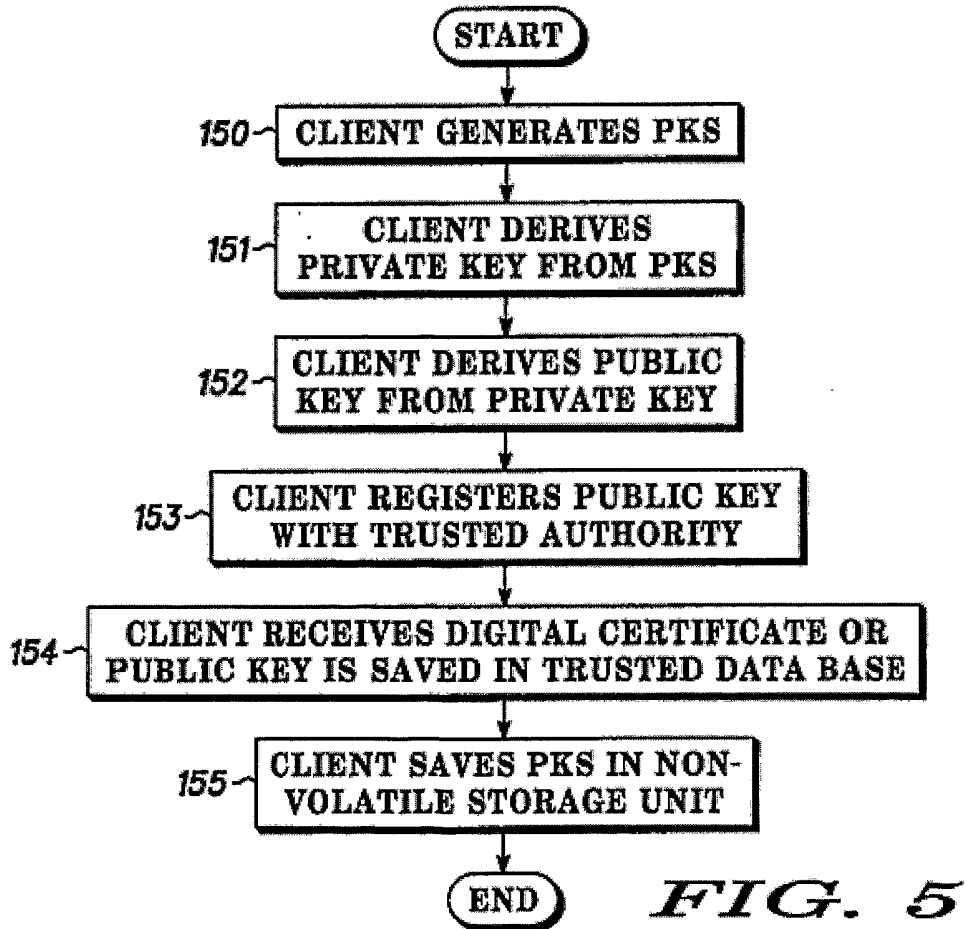 START
150
CLIENT GENERATES PKS
151
CLIENT DERIVES
PRIVATE KEY FROM PKS
152
CLIENT DERIVES PUBLIC
KEY FROM PRIVATE KEY
153
CLIENT REGISTERS PUBLIC KEY
WITH TRUSTED AUTHORITY
154
CLIENT RECEIVES DIGITAL CERTIFICATE OR
PUBLIC KEY IS SAVED IN TRUSTED DATA BASE
155
CLIENT SAVES PKS IN NON-
VOLATILE STORAGE UNIT
END
FIG. 5